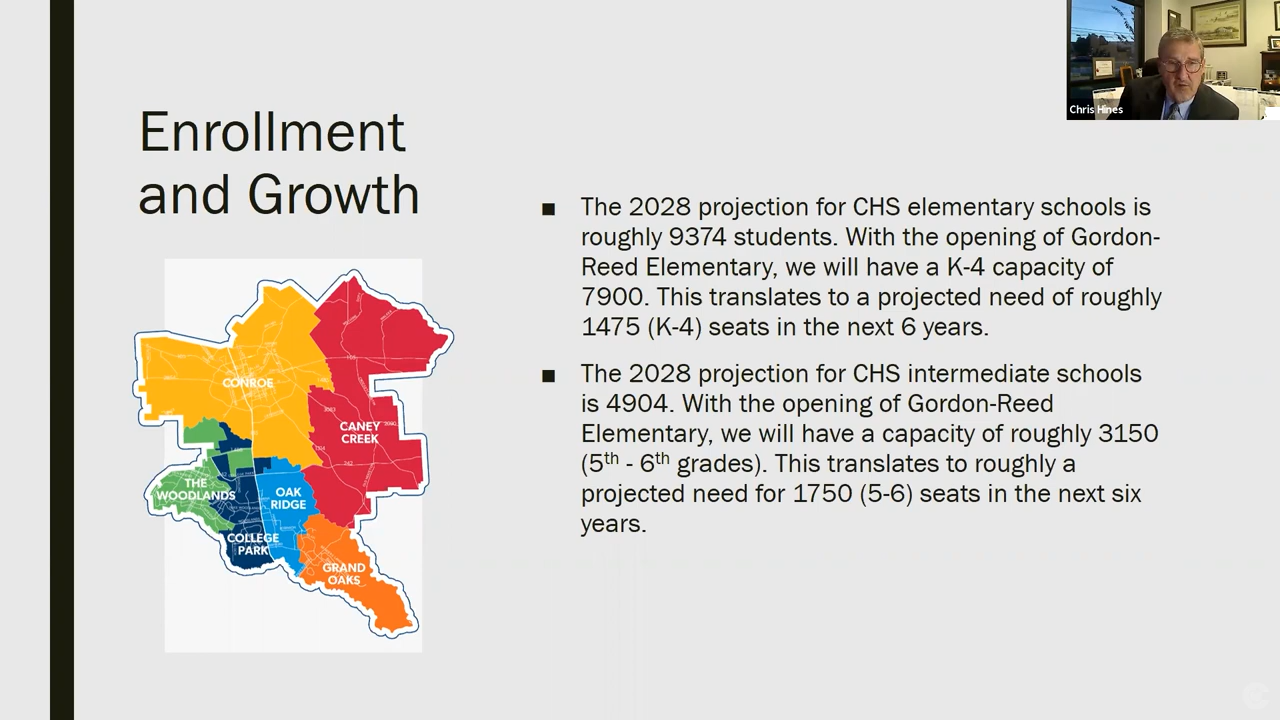 Chris Hines
Enrollment
and Growth
■ The 2028 projection for CHS elementary schools is
roughly 9374 students. With the opening of Gordon-
Reed Elementary, we will have a K-4 capacity of
7900. This translates to a projected need of roughly
1475 (K-4) seats in the next 6 years.
■ The 2028 projection for CHS intermediate schools
is 4904. With the opening of Gordon-Reed
Elementary, we will have a capacity of roughly 3150
(5th - 6th grades). This translates to roughly a
projected need for 1750 (5-6) seats in the next six
years.
CONROE
CANEY
CREEK
THE
WOODLANDS
OAK
RIDGE
COLLEGE
PARK
GRAND
OAKS
242